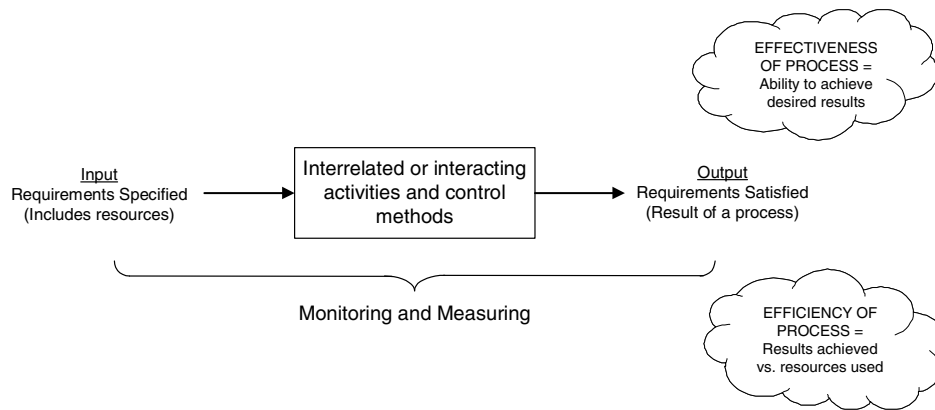 EFFECTIVENESS
OF PROCESS =
Ability to achieve
desired results
Input
Requirements Specified
(Includes resources)
Interrelated or interacting
activities and control
methods
Output
Requirements Satisfied
(Result of a process)
Monitoring and Measuring
EFFICIENCY OF
PROCESS =
Results achieved
vs. resources used